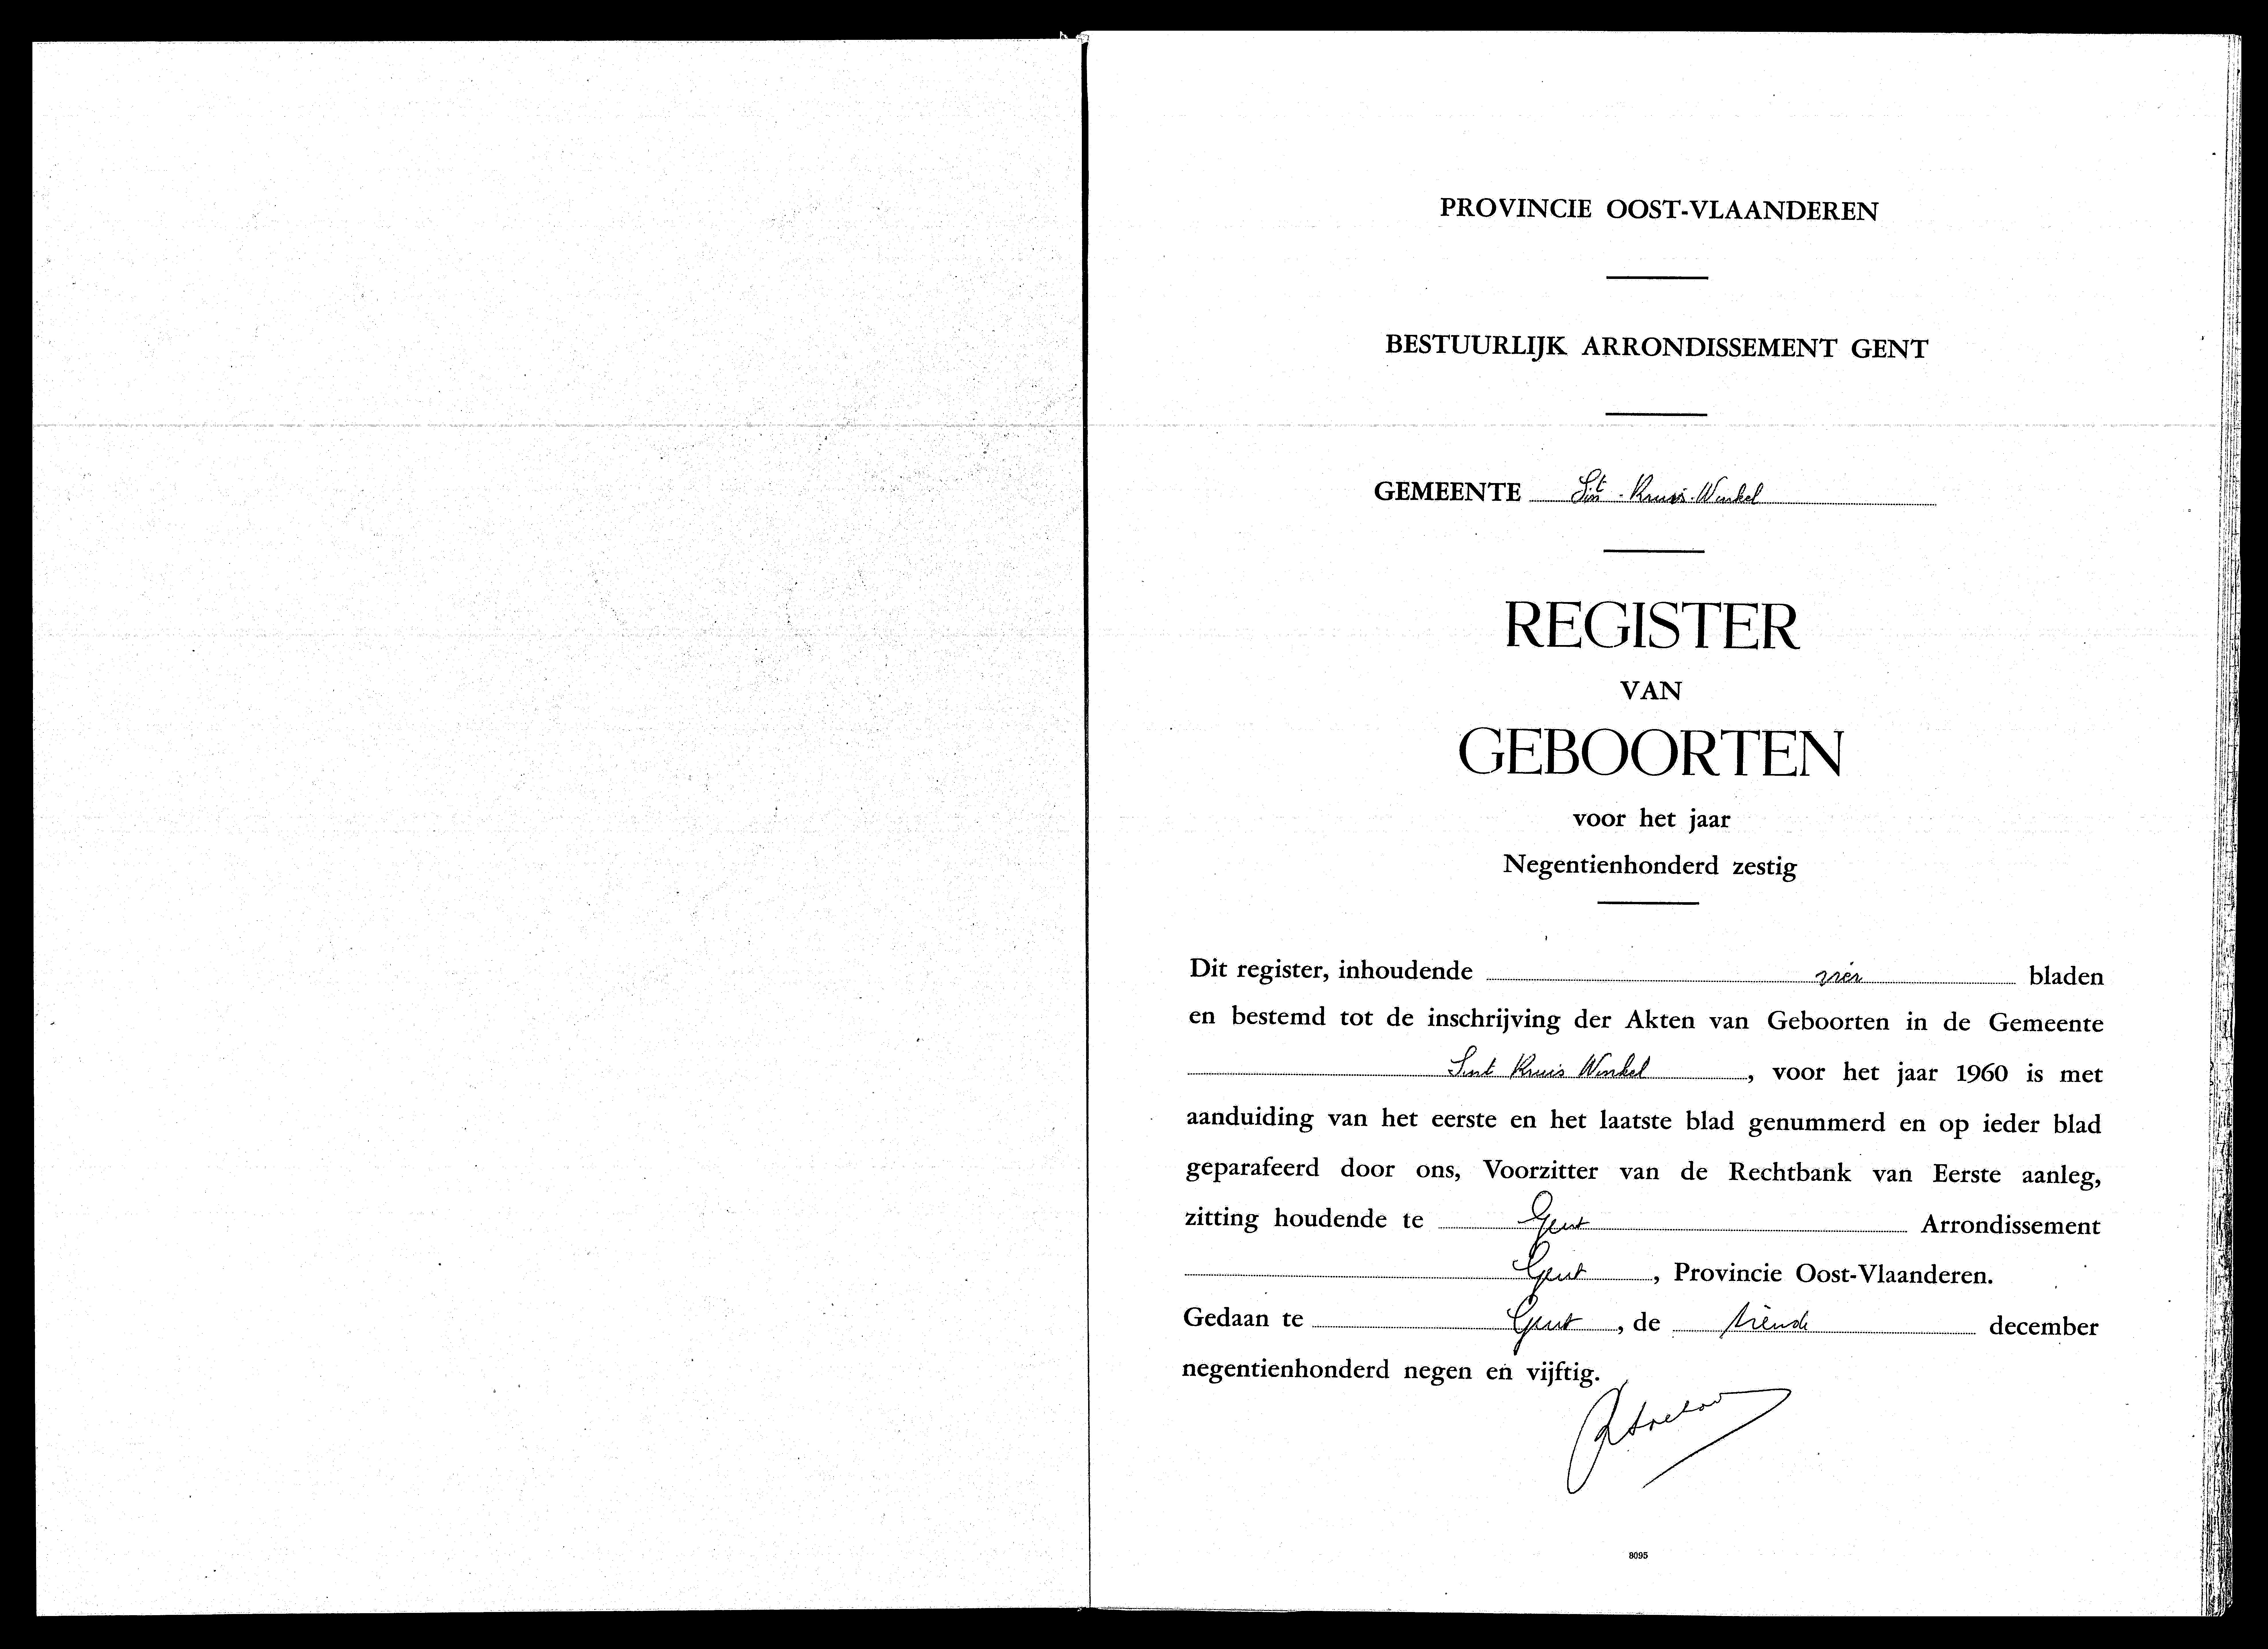 PROVINCIE OOST-VLAANDEREN
BESTUURLIJK ARRONDISSEMENT GENT
GEMEENTE Sint-Kruis-Winkel
REGISTER
VAN
GEBOORTEN
voor het jaar
Negentienhonderd zestig
Dit register, inhoudende vier bladen
en bestemd tot de inschrijving der Akten van Geboorten in de Gemeente
Sint Kruis Winkel, voor het jaar 1960 is met
aanduiding van het eerste en het laatste blad genummerd en op ieder blad
geparafeerd door ons, Voorzitter van de Rechtbank van Eerste aanleg,
zitting houdende te Gent Arrondissement
Gent, Provincie Oost-Vlaanderen.
Gedaan te Gent, de tiende december
negentienhonderd negen en vijftig.
8095